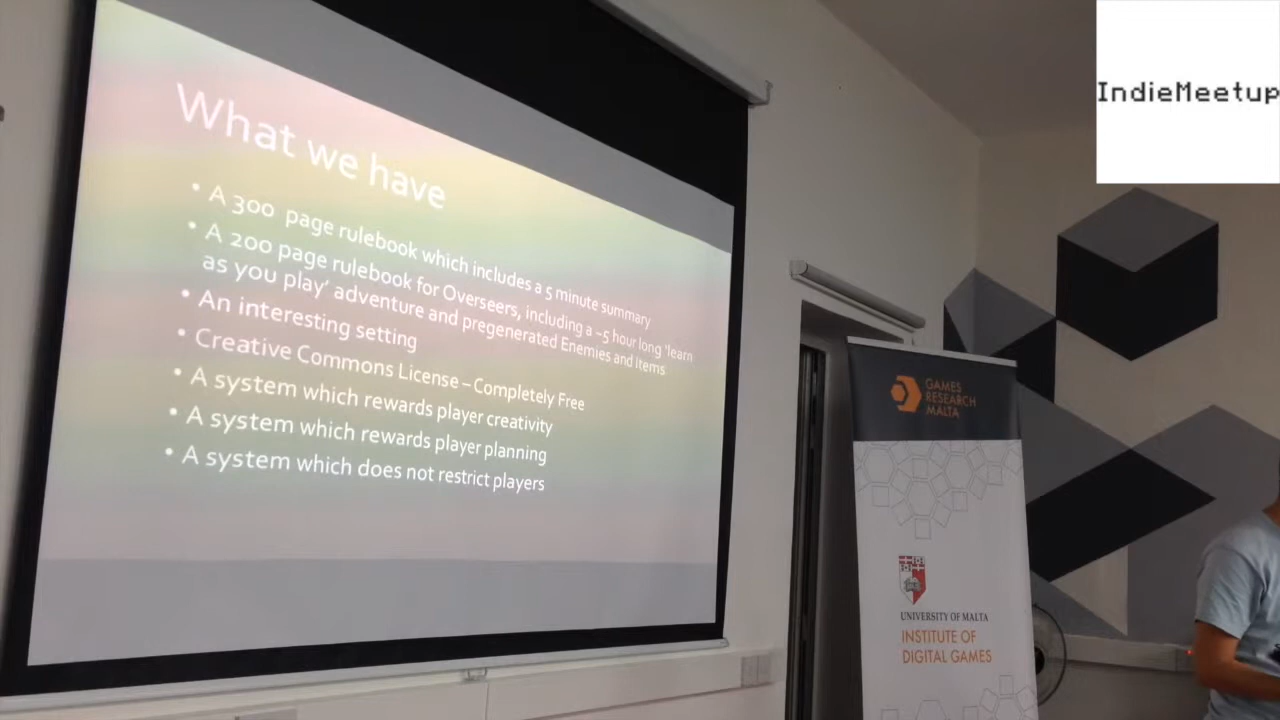 What we have
• A 300 page rulebook which includes a 5 minute summary
• A 200 page rulebook for Overseers, including a ~5 hour long 'learn
as you play' adventure and pregenerated Enemies and Items
• An interesting setting
• Creative Commons License – Completely Free
• A system which rewards player creativity
• A system which rewards player planning
• A system which does not restrict players
IndieMeetup
GAMES
RESEARCH
MALTA
UNIVERSITY OF MALTA
INSTITUTE OF
DIGITAL GAMES